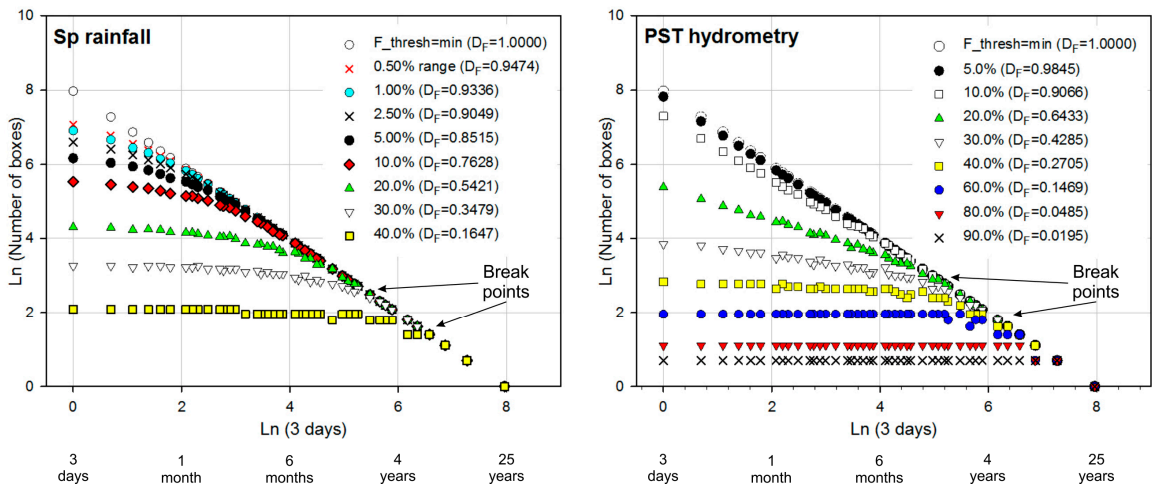 Sp rainfall
F_thresh=min (DF=1.0000)
0.50% range (DF=0.9474)
1.00% (DF=0.9336)
2.50% (DF=0.9049)
5.00% (DF=0.8515)
10.0% (DF=0.7628)
20.0% (DF=0.5421)
30.0% (DF=0.3479)
40.0% (DF=0.1647)
Break
points
Ln (Number of boxes)
10
8
6
4
2
0
0 2 4 6 8
Ln (3 days)
3 1 6 4 25
days month months years years
PST hydrometry
F_thresh=min (DF=1.0000)
5.0% (DF=0.9845)
10.0% (DF=0.9066)
20.0% (DF=0.6433)
30.0% (DF=0.4285)
40.0% (DF=0.2705)
60.0% (DF=0.1469)
80.0% (DF=0.0485)
90.0% (DF=0.0195)
Break
points
Ln (Number of boxes)
10
8
6
4
2
0
0 2 4 6 8
Ln (3 days)
3 1 6 4 25
days month months years years